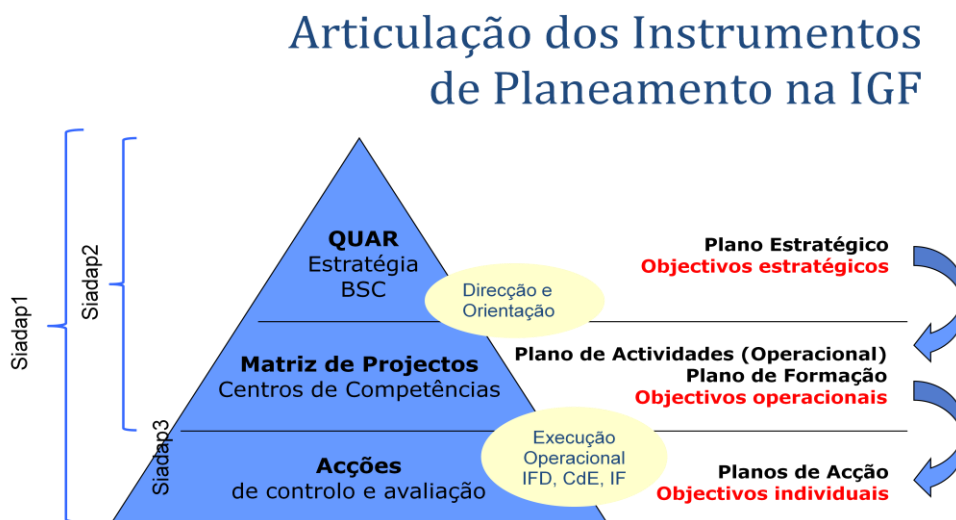 Articulação dos Instrumentos
de Planeamento na IGF
Siadap1
Siadap2
Siadap3
QUAR
Estratégia
BSC
Direcção e
Orientação
Plano Estratégico
Objectivos estratégicos
Matriz de Projectos
Centros de Competências
Plano de Actividades (Operacional)
Plano de Formação
Objectivos operacionais
Acções
de controlo e avaliação
Execução
Operacional
IFD, CdE, IF
Planos de Acção
Objectivos individuais